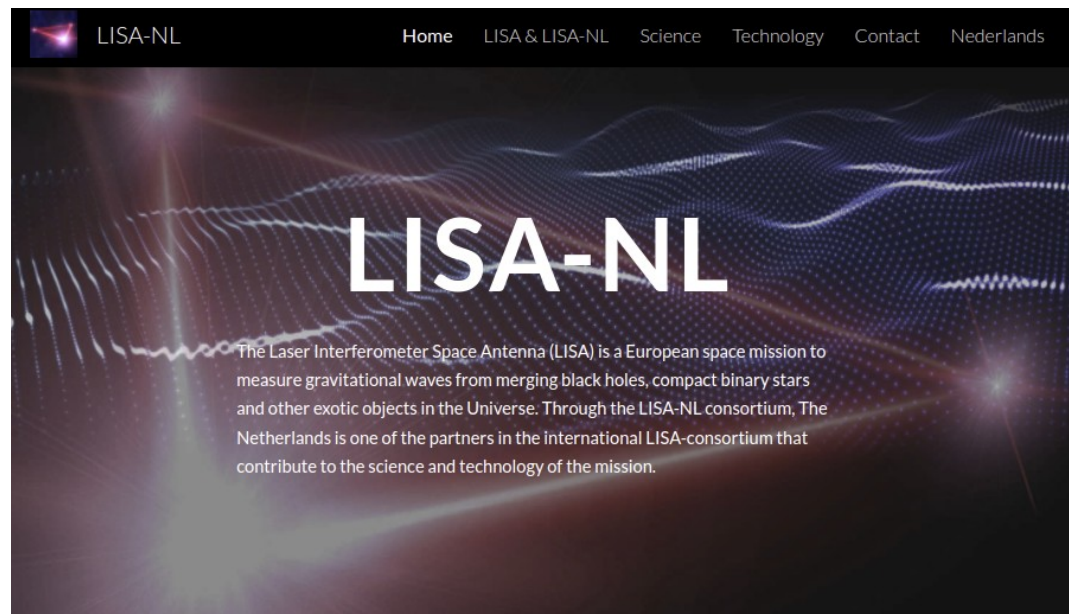 LISA-NL
Home LISA & LISA-NL Science Technology Contact Nederlands
LISA-NL
The Laser Interferometer Space Antenna (LISA) is a European space mission to
measure gravitational waves from merging black holes, compact binary stars
and other exotic objects in the Universe. Through the LISA-NL consortium, The
Netherlands is one of the partners in the international LISA-consortium that
contribute to the science and technology of the mission.